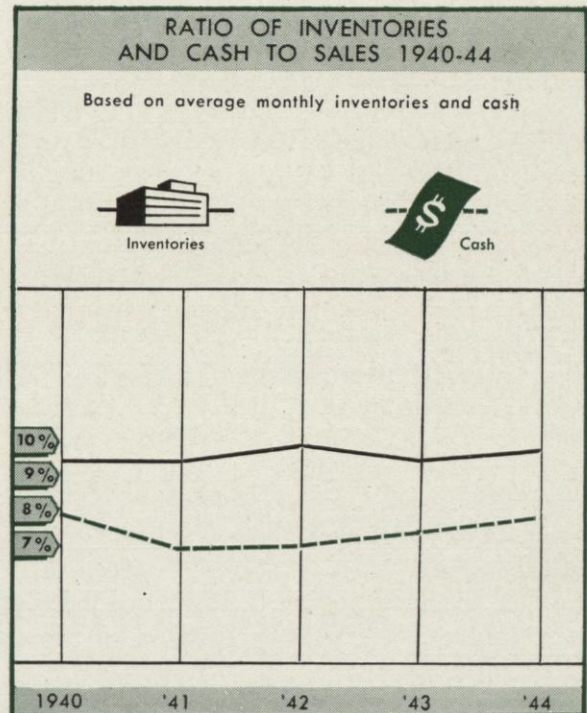 RATIO OF INVENTORIES
AND CASH TO SALES 1940-44
Based on average monthly inventories and cash
$
Inventories
Cash
10%
9%
8%
7%
1940 '41 '42 '43 '44